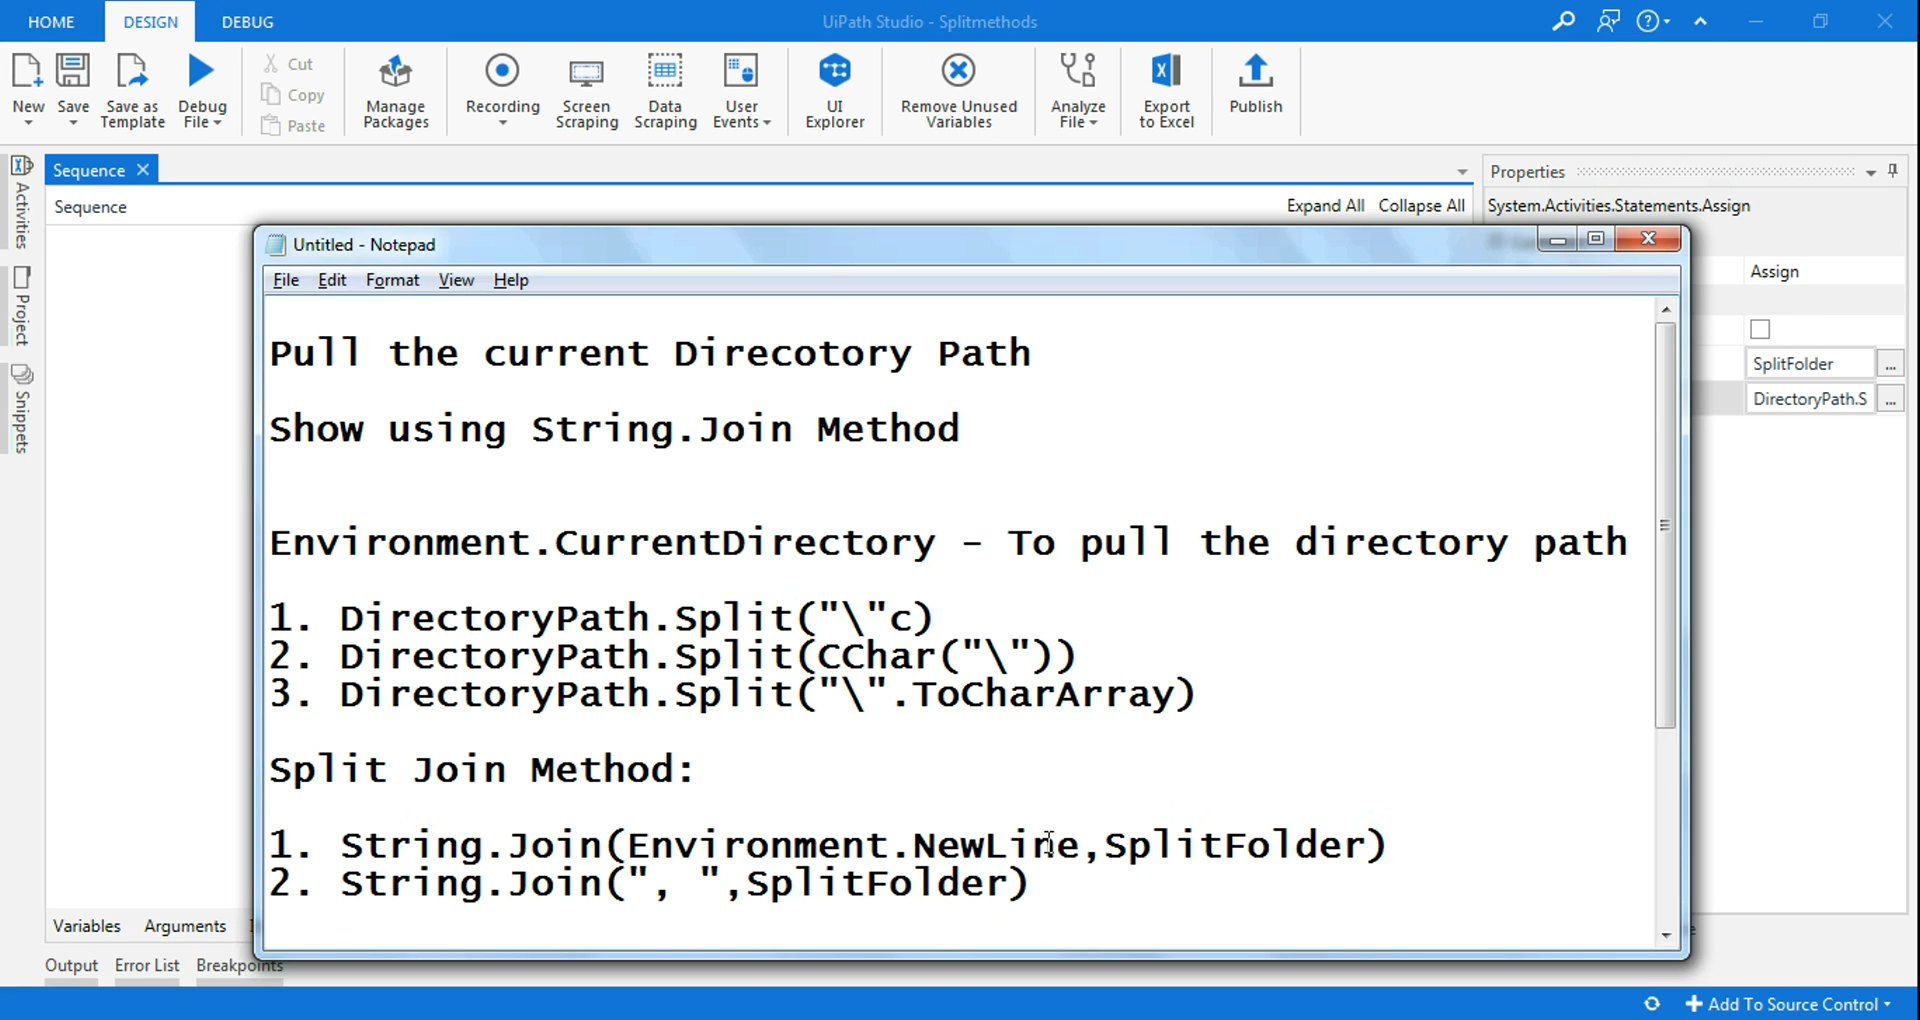 HOME DESIGN DEBUG UiPath Studio - Splitmethods
New Save Save as Template Debug File Cut Copy Paste Manage Packages Recording Screen Scraping Data Scraping User Events UI Explorer Remove Unused Variables Analyze File Export to Excel Publish
Activities
Project
Snippets
Sequence
Sequence Expand All Collapse All
Properties
System.Activities.Statements.Assign
Assign
SplitFolder ...
DirectoryPath.S ...
Untitled - Notepad
File Edit Format View Help
Pull the current Direcotory Path
Show using String.Join Method
Environment.CurrentDirectory - To pull the directory path
1. DirectoryPath.Split("\"c)
2. DirectoryPath.Split(CChar("\"))
3. DirectoryPath.Split("\".ToCharArray)
Split Join Method:
1. String.Join(Environment.NewLine,SplitFolder)
2. String.Join(", ",SplitFolder)
Variables Arguments
Output Error List Breakpoints
Add To Source Control